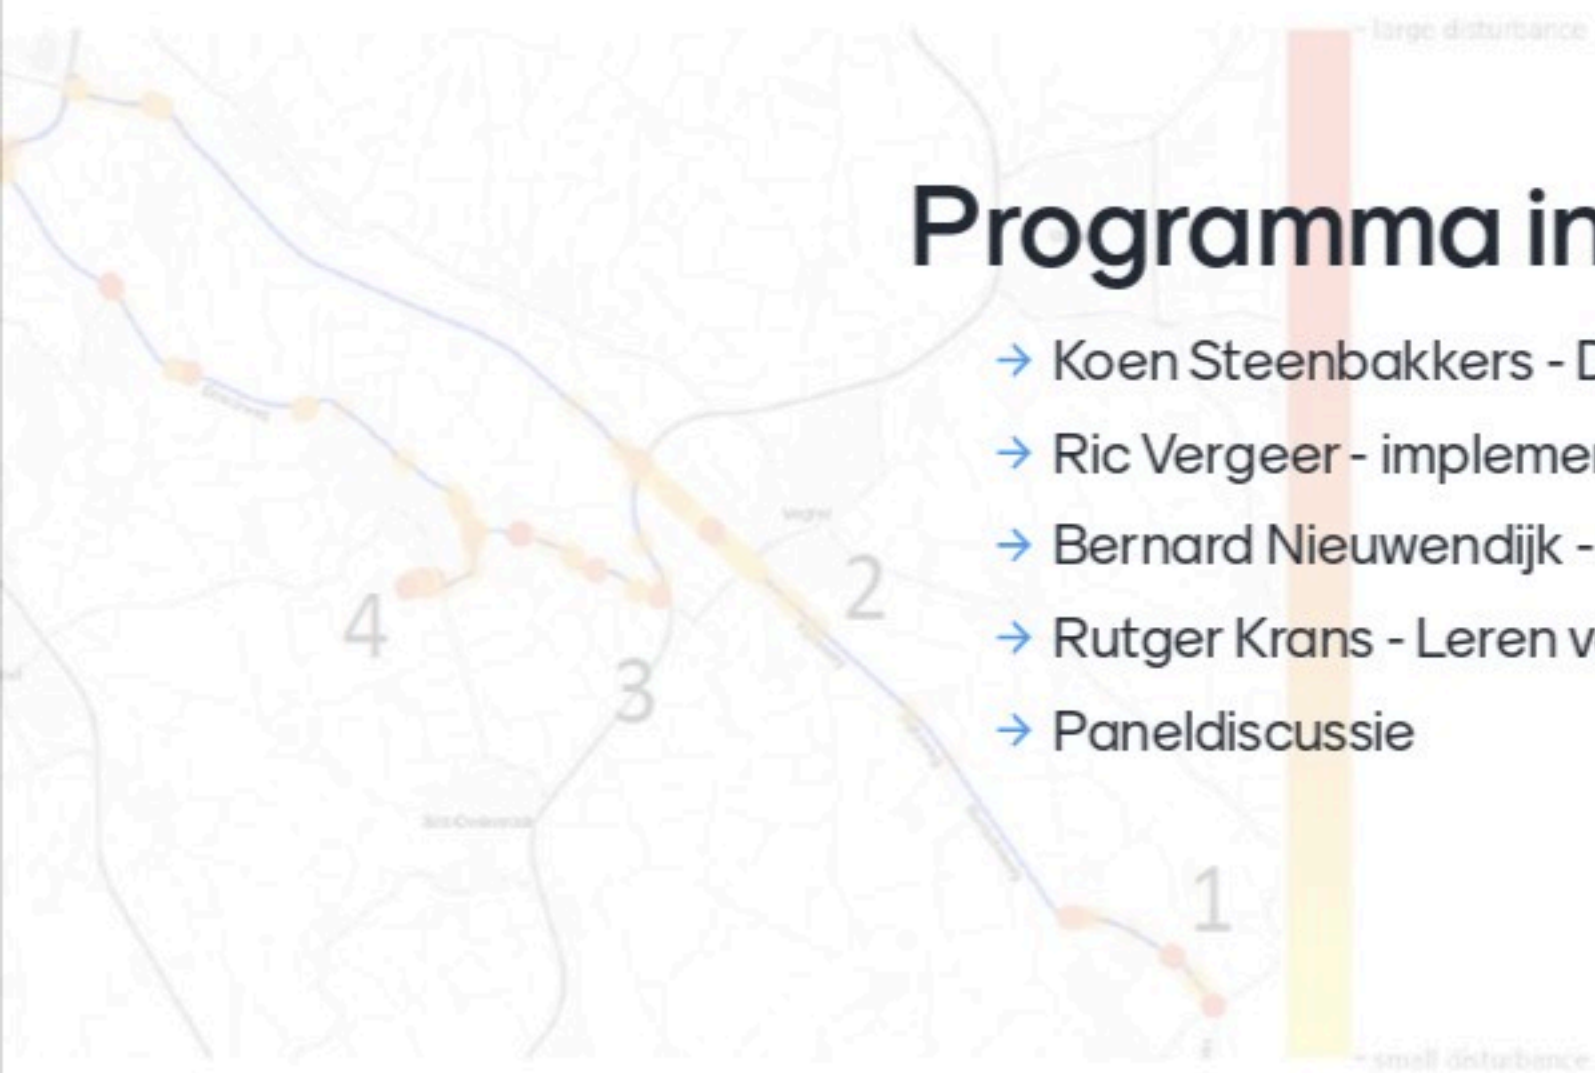 large disturbance
Programma in
→ Koen Steenbakkers - D
→ Ric Vergeer - implemen
→ Bernard Nieuwendijk -
→ Rutger Krans - Leren v
→ Paneldiscussie
Veghel
2
4
3
1
small disturbance